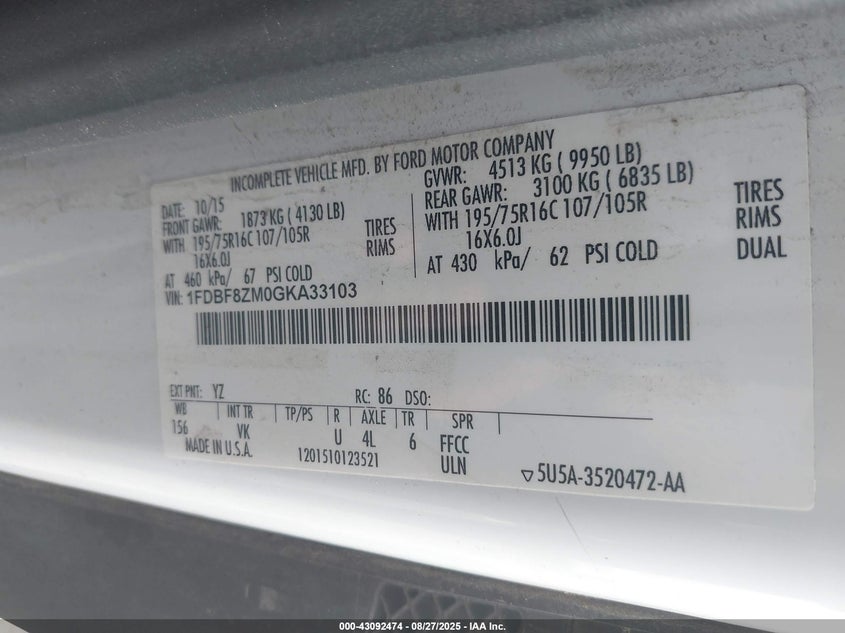 INCOMPLETE VEHICLE MFD. BY FORD MOTOR COMPANY
DATE: 10/15
FRONT GAWR: 1873 KG ( 4130 LB)
WITH 195/75R16C 107/105R TIRES
16X6.0J RIMS
AT 460 kPa/ 67 PSI COLD
GVWR: 4513 KG ( 9950 LB)
REAR GAWR: 3100 KG ( 6835 LB)
WITH 195/75R16C 107/105R TIRES
16X6.0J RIMS
AT 430 kPa/ 62 PSI COLD DUAL
VIN: 1FDBF8ZM0GKA33103
EXT PNT: YZ RC: 86 DSO:
WB INT TR TP/PS R AXLE TR SPR
156 VK U 4L 6 FFCC
MADE IN U.S.A. 1201510123521 ULN
5U5A-3520472-AA
000-43092474 - 08/27/2025 - IAA Inc.